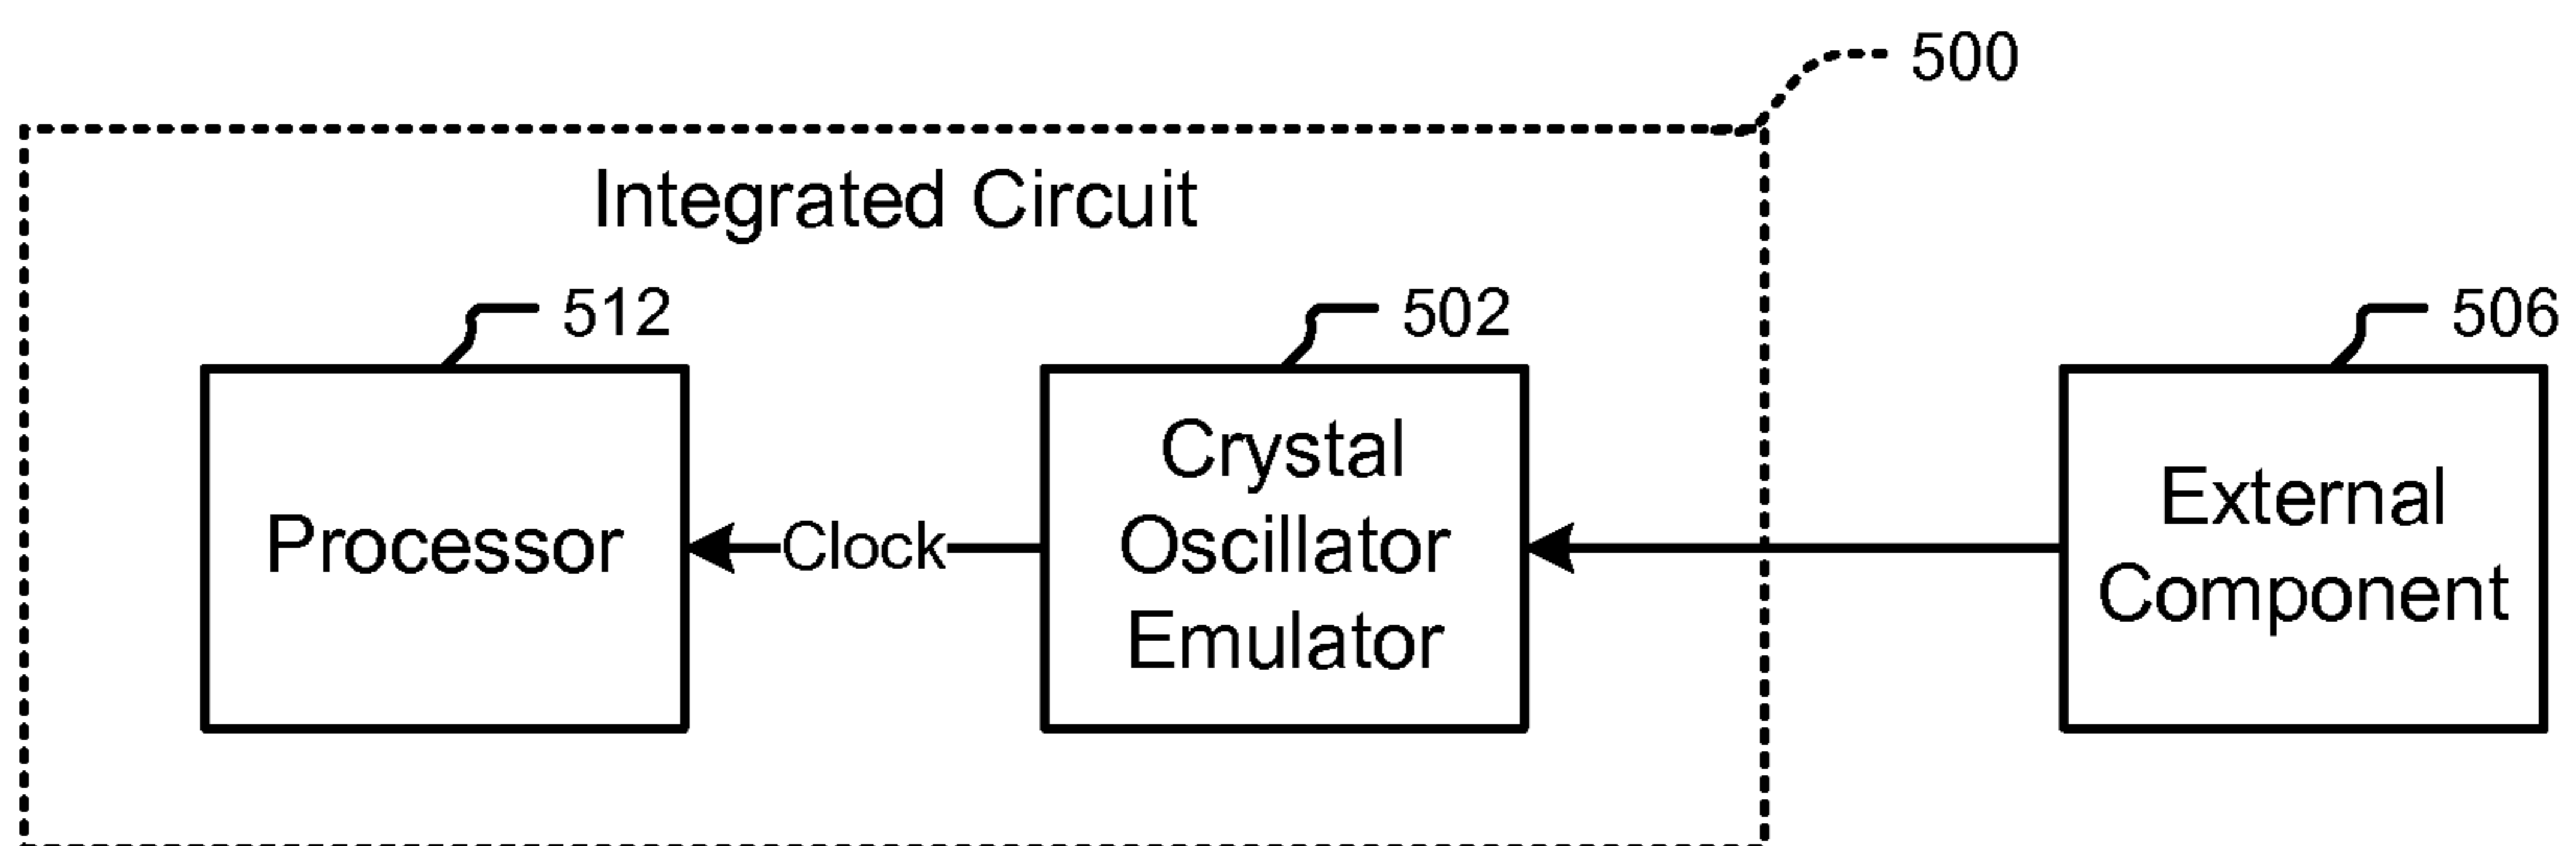 500
Integrated Circuit
512
502
506
Processor
Clock
Crystal
Oscillator
Emulator
External
Component